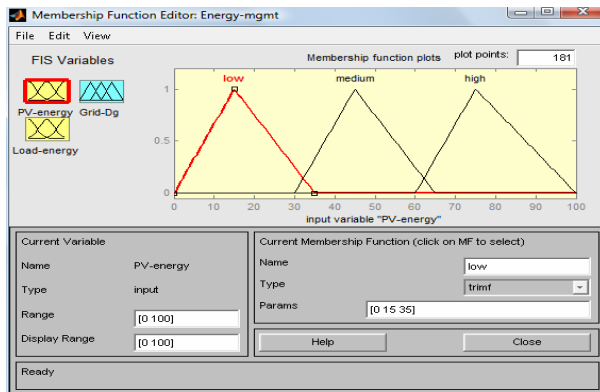 Membership Function Editor: Energy-mgmt
File Edit View
FIS Variables
Membership function plots plot points: 181
PV-energy Grid-Dg
Load-energy
low medium high
1
0.5
0
0 10 20 30 40 50 60 70 80 90 100
input variable "PV-energy"
Current Variable
Name PV-energy
Type input
Range [0 100]
Display Range [0 100]
Current Membership Function (click on MF to select)
Name low
Type trimf
Params [0 15 35]
Help Close
Ready